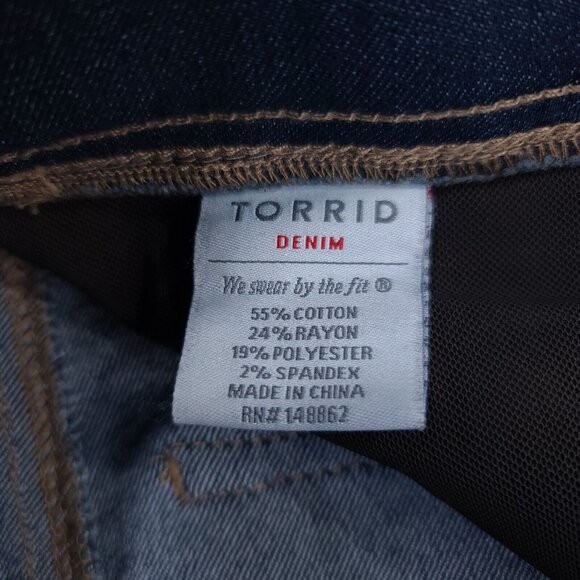 TORRID
DENIM
We swear by the fit ®
55% COTTON
24% RAYON
19% POLYESTER
2% SPANDEX
MADE IN CHINA
RN# 148862